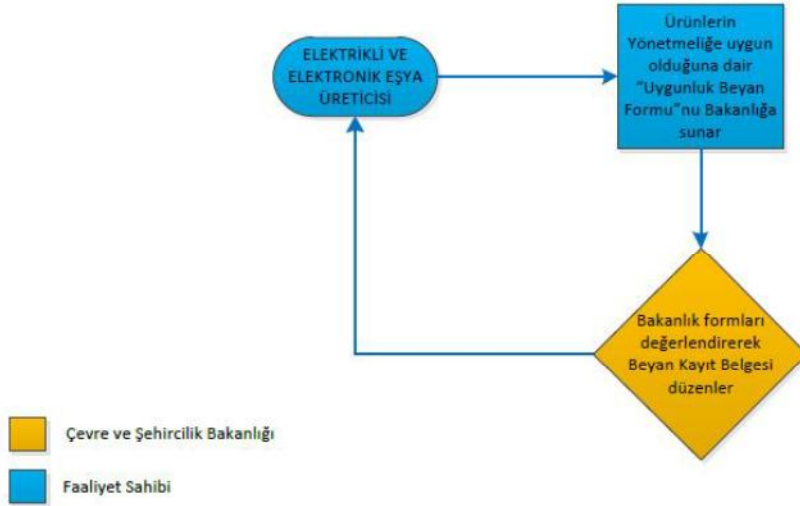 ELEKTRİKLİ VE
ELEKTRONİK EŞYA
ÜRETİCİSİ
Ürünlerin
Yönetmeliğe uygun
olduğuna dair
"Uygunluk Beyan
Formu"nu Bakanlığa
sunar
Bakanlık formları
değerlendirerek
Beyan Kayıt Belgesi
düzenler
Çevre ve Şehircilik Bakanlığı
Faaliyet Sahibi